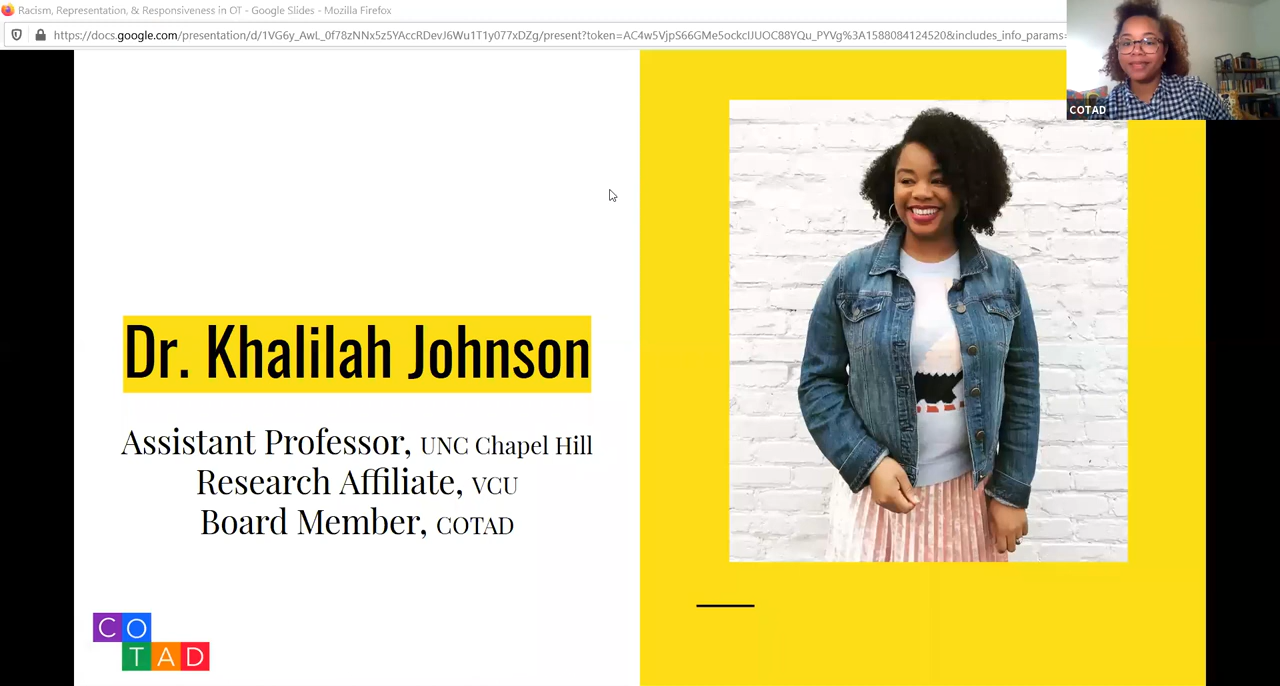 Racism, Representation, & Responsiveness in OT - Google Slides - Mozilla Firefox
https://docs.google.com/presentation/d/1VG6y_AwL_0f78zNNx5z5YAccRDevJ6Wu1T1y077xDZg/present?token=AC4w5VjpS66GMe5ockcIJUOC88YQu_PYVg%3A1588084124520&includes_info_params=
COTAD
Dr. Khalilah Johnson
Assistant Professor, UNC Chapel Hill
Research Affiliate, VCU
Board Member, COTAD
CO
TAD